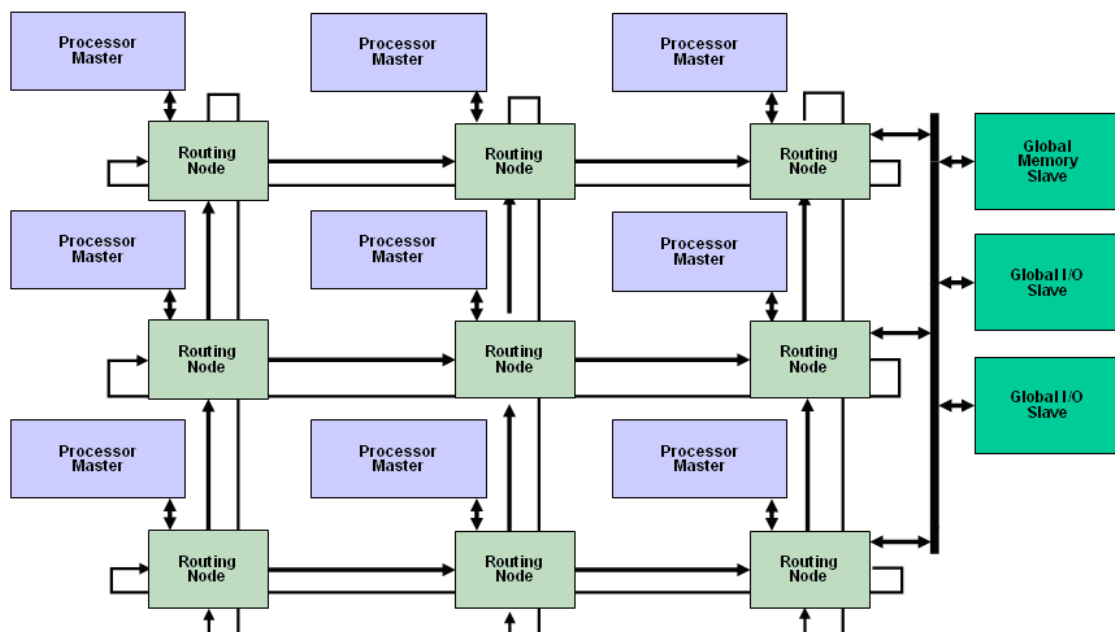 Processor
Master
Processor
Master
Processor
Master
Routing
Node
Routing
Node
Routing
Node
Global
Memory
Slave
Processor
Master
Processor
Master
Processor
Master
Global I/O
Slave
Routing
Node
Routing
Node
Routing
Node
Global I/O
Slave
Processor
Master
Processor
Master
Processor
Master
Routing
Node
Routing
Node
Routing
Node